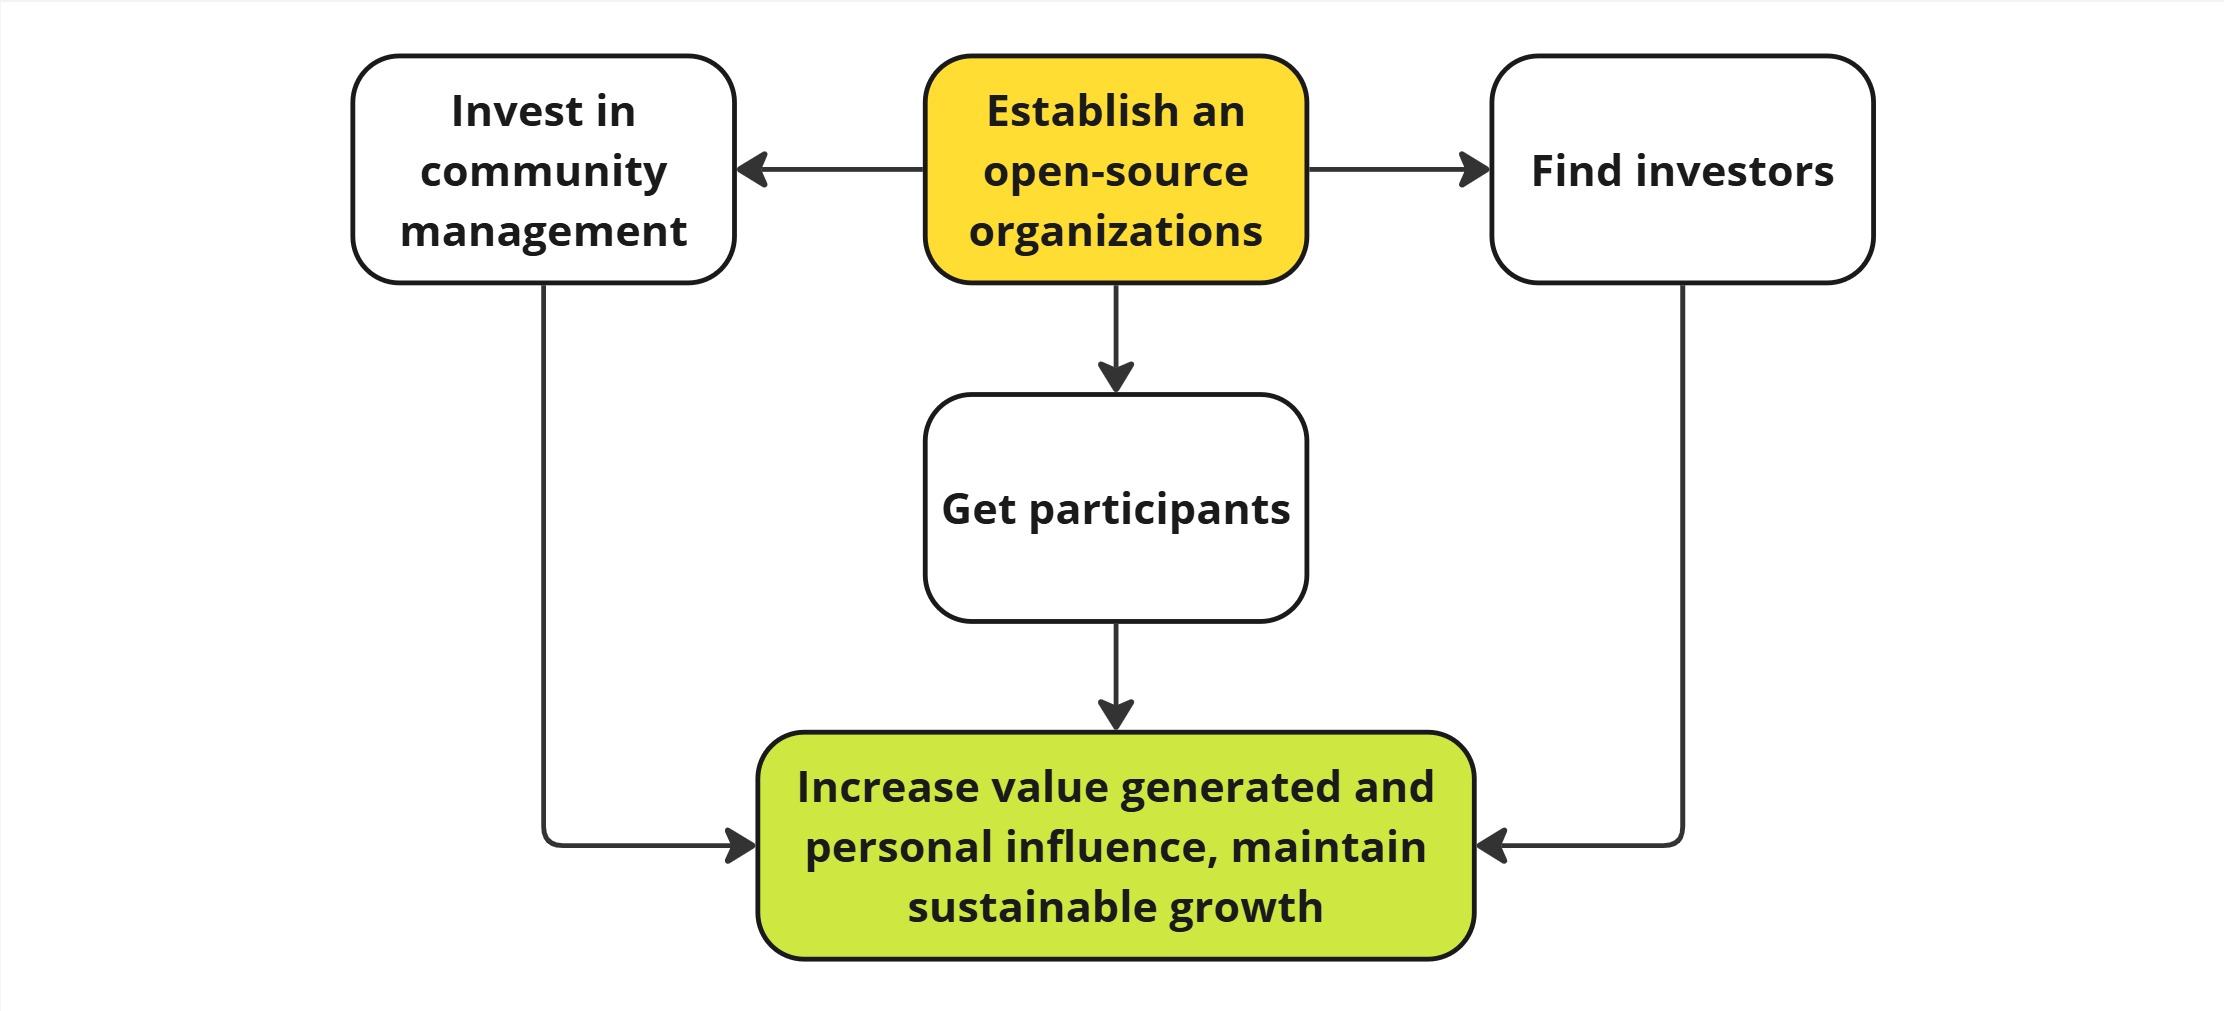 Invest in
community
management
Establish an
open-source
organizations
Find investors
Get participants
Increase value generated and
personal influence, maintain
sustainable growth